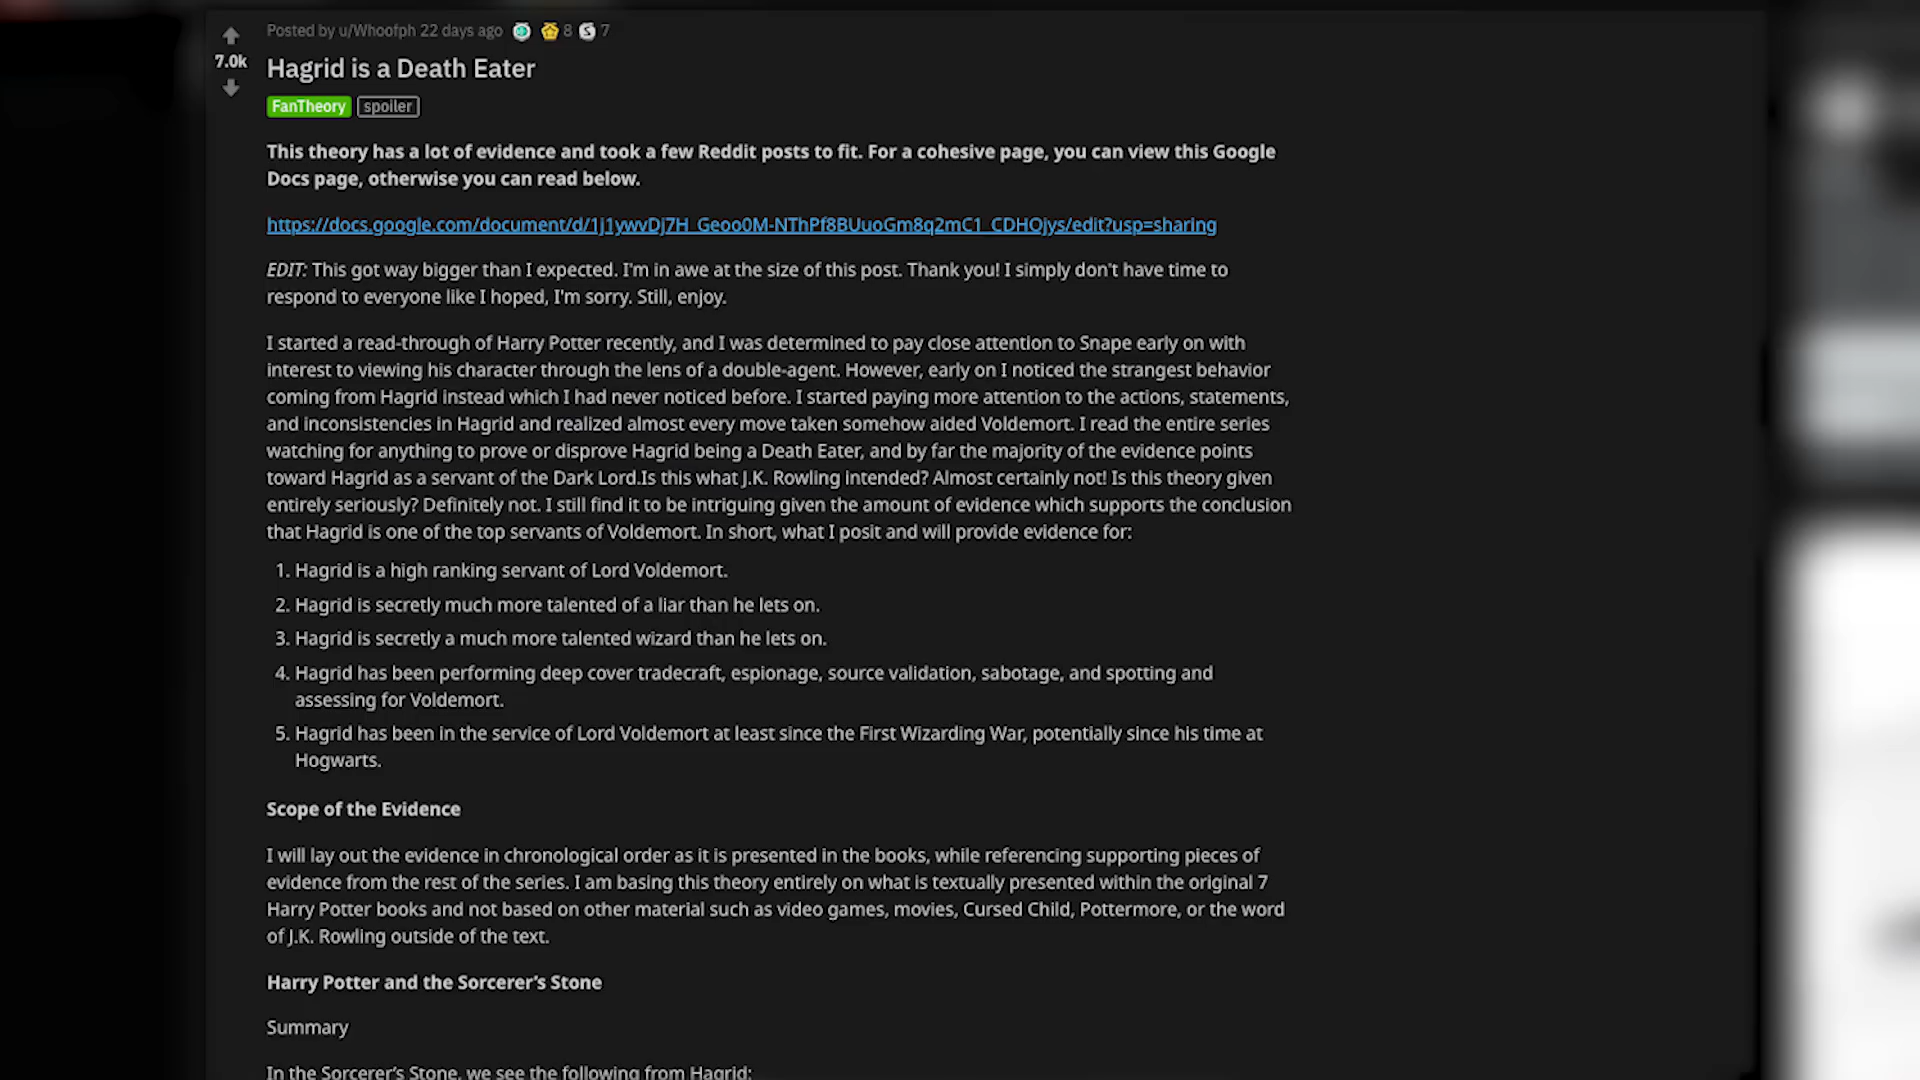 Posted by u/Whoofph 22 days ago 8 7
7.0k
Hagrid is a Death Eater
FanTheory spoiler
This theory has a lot of evidence and took a few Reddit posts to fit. For a cohesive page, you can view this Google
Docs page, otherwise you can read below.
https://docs.google.com/document/d/1j1ywvDj7H_Geoo0M-NThPf8BUuoGm8q2mC1_CDHOjys/edit?usp=sharing
EDIT: This got way bigger than I expected. I'm in awe at the size of this post. Thank you! I simply don't have time to
respond to everyone like I hoped, I'm sorry. Still, enjoy.
I started a read-through of Harry Potter recently, and I was determined to pay close attention to Snape early on with
interest to viewing his character through the lens of a double-agent. However, early on I noticed the strangest behavior
coming from Hagrid instead which I had never noticed before. I started paying more attention to the actions, statements,
and inconsistencies in Hagrid and realized almost every move taken somehow aided Voldemort. I read the entire series
watching for anything to prove or disprove Hagrid being a Death Eater, and by far the majority of the evidence points
toward Hagrid as a servant of the Dark Lord.Is this what J.K. Rowling intended? Almost certainly not! Is this theory given
entirely seriously? Definitely not. I still find it to be intriguing given the amount of evidence which supports the conclusion
that Hagrid is one of the top servants of Voldemort. In short, what I posit and will provide evidence for:
1. Hagrid is a high ranking servant of Lord Voldemort.
2. Hagrid is secretly much more talented of a liar than he lets on.
3. Hagrid is secretly a much more talented wizard than he lets on.
4. Hagrid has been performing deep cover tradecraft, espionage, source validation, sabotage, and spotting and
assessing for Voldemort.
5. Hagrid has been in the service of Lord Voldemort at least since the First Wizarding War, potentially since his time at
Hogwarts.
Scope of the Evidence
I will lay out the evidence in chronological order as it is presented in the books, while referencing supporting pieces of
evidence from the rest of the series. I am basing this theory entirely on what is textually presented within the original 7
Harry Potter books and not based on other material such as video games, movies, Cursed Child, Pottermore, or the word
of J.K. Rowling outside of the text.
Harry Potter and the Sorcerer's Stone
Summary
In the Sorcerer's Stone, we see the following from Hagrid: